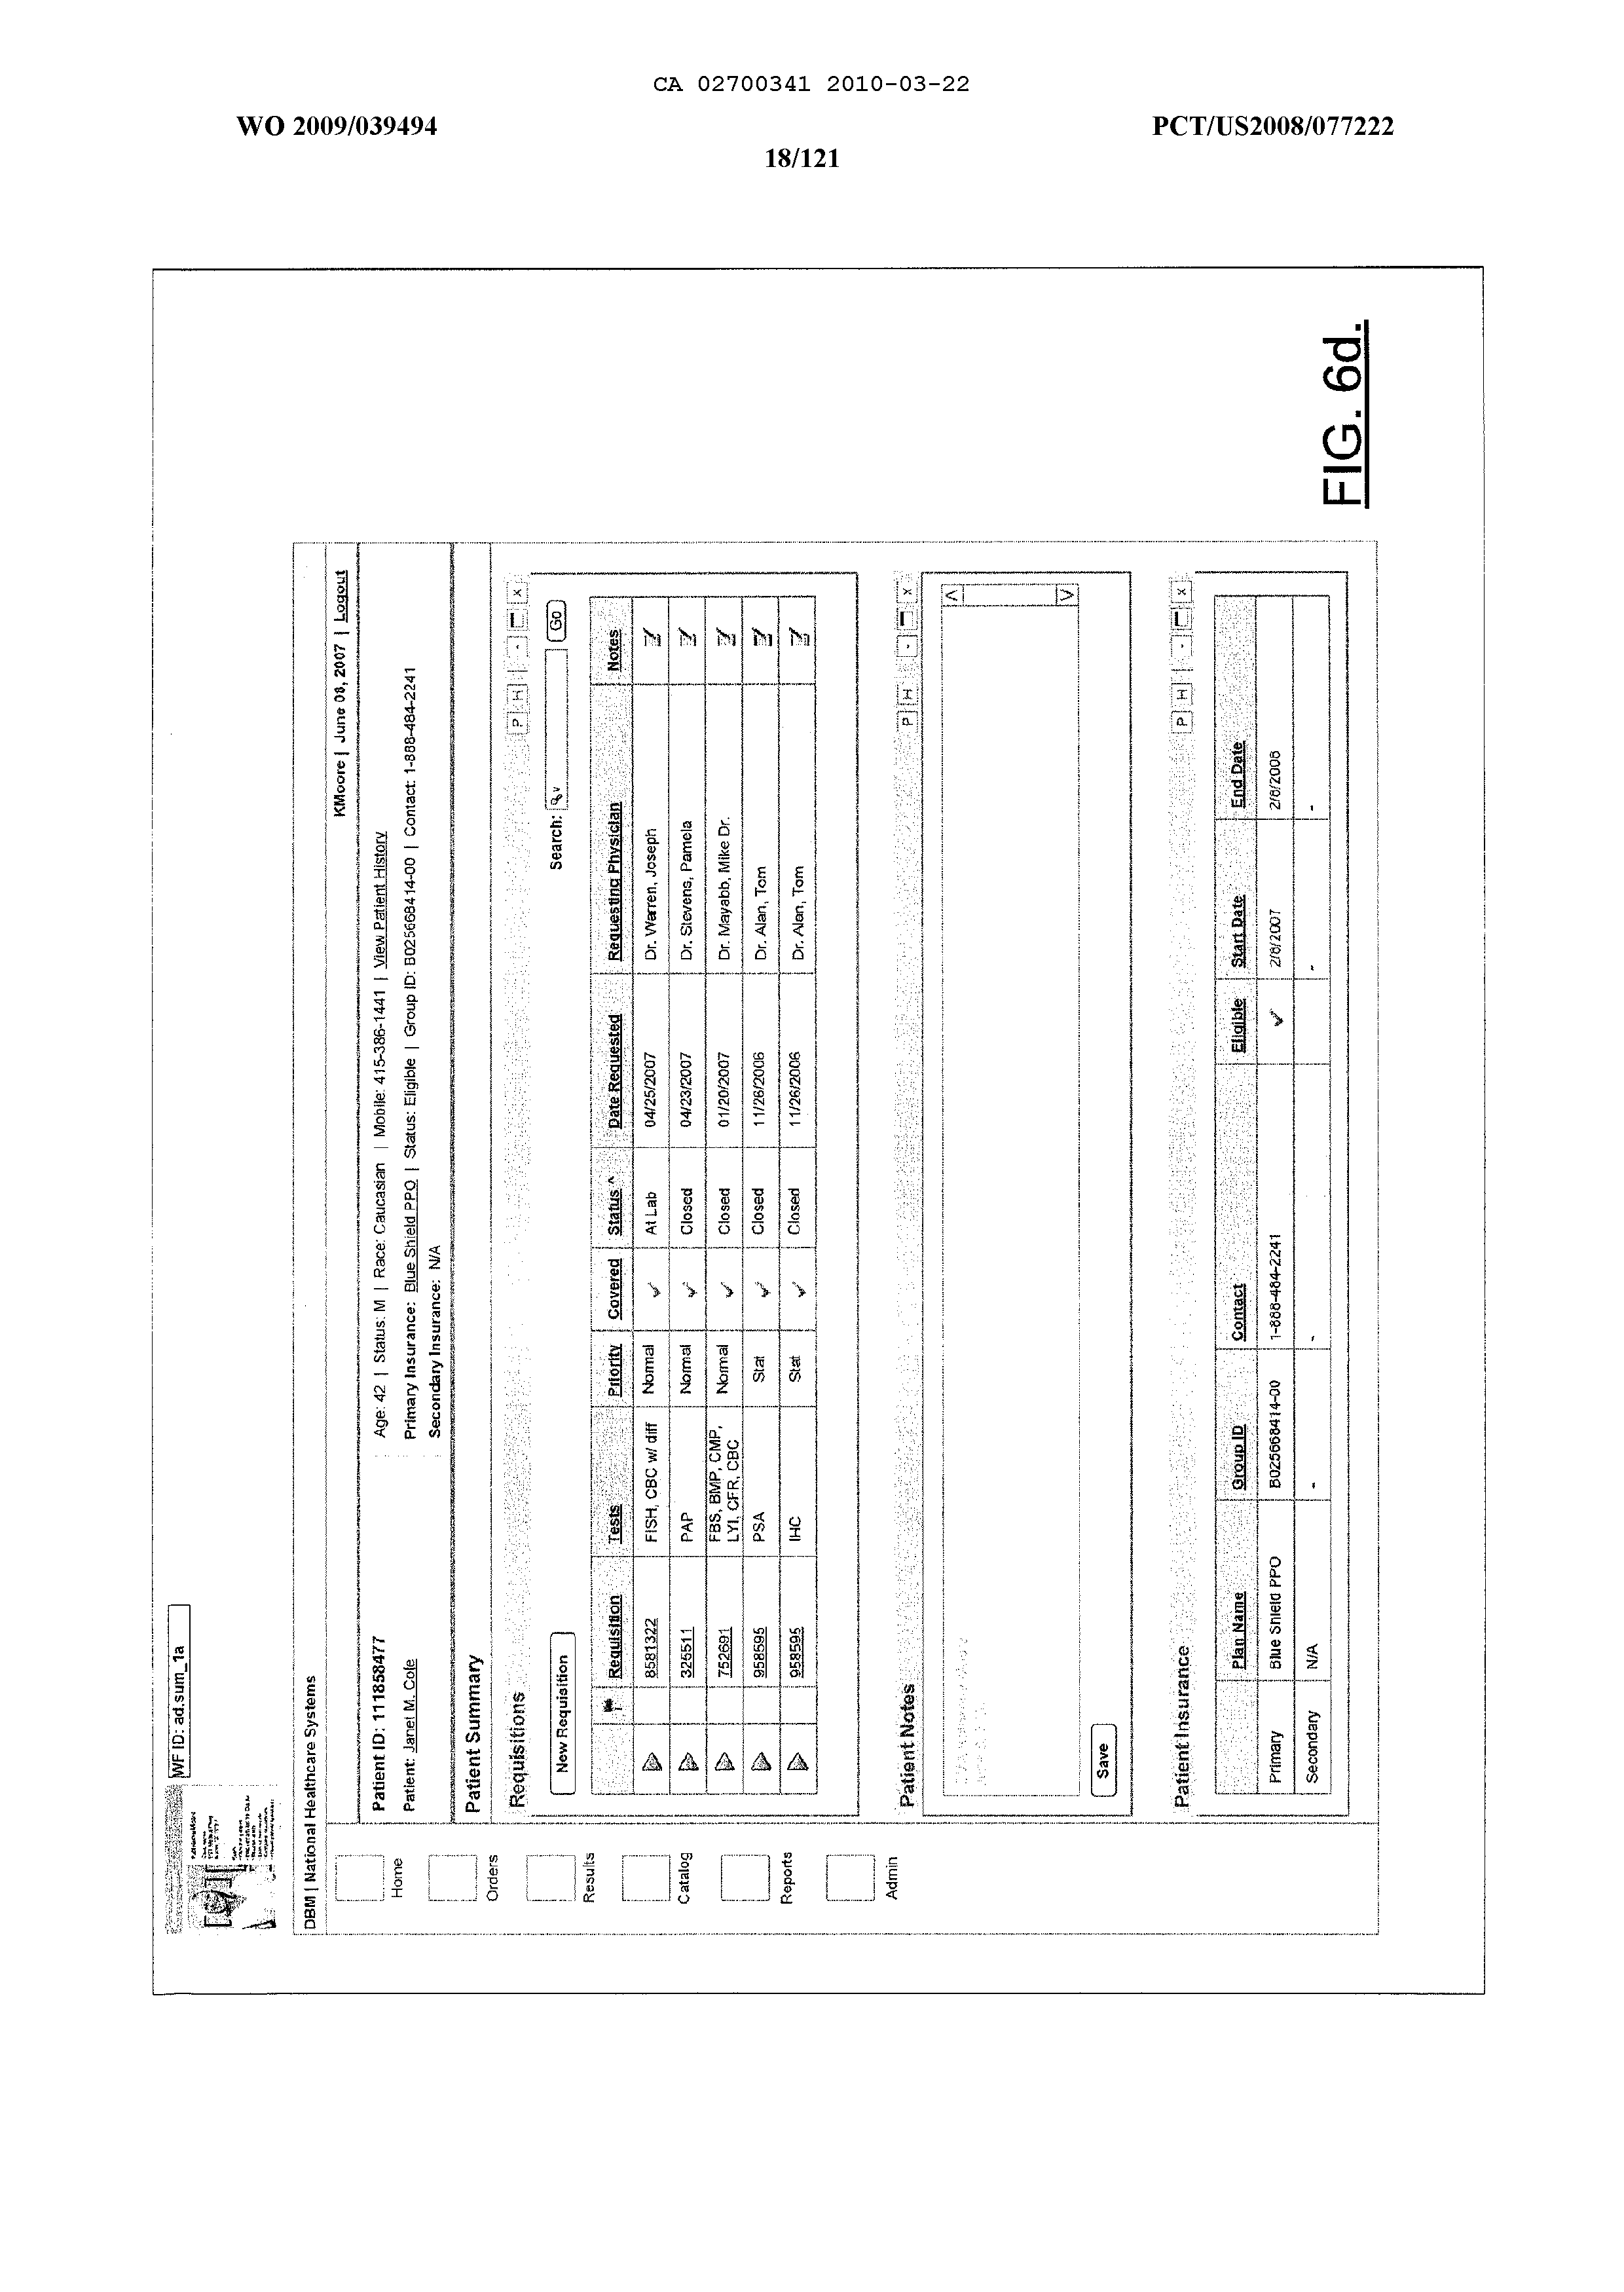 CA 02700341 2010-03-22
WO 2009/039494
PCT/US2008/077222
18/121
WF ID: ad.sum_1a
DBM | National Healthcare Systems
KMoore | June 08, 2007 | Logout
Home
Orders
Results
Catalog
Reports
Admin
Patient ID: 111858477
Age: 42 | Status: M | Race: Caucasian | Mobile: 415-386-1441 | View Patient History
Patient: Janet M. Cole
Primary Insurance: Blue Shield PPO | Status: Eligible | Group ID: B025668414-00 | Contact: 1-888-484-2241
Secondary Insurance: N/A
Patient Summary
Requisitions
P H - x
New Requisition
Search:
Go
Requisition Tests Priority Covered Status ^ Date Requested Requesting Physician Notes
8581322 FISH, CBC w/ diff Normal ✓ At Lab 04/25/2007 Dr. Warren, Joseph
325511 PAP Normal ✓ Closed 04/23/2007 Dr. Stevens, Pamela
752691 FBS, BMP, CMP, Normal ✓ Closed 01/20/2007 Dr. Mayabb, Mike Dr.
LYI, CFR, CBC
958595 PSA Stat ✓ Closed 11/26/2006 Dr. Alan, Tom
958595 IHC Stat ✓ Closed 11/26/2006 Dr. Alan, Tom
Patient Notes
P H - x
Save
Patient Insurance
P H - x
Plan Name Group ID Contact Eligible Start Date End Date
Primary Blue Shield PPO B025668414-00 1-888-484-2241 ✓ 2/6/2007 2/6/2008
Secondary N/A - - - -
FIG. 6d.